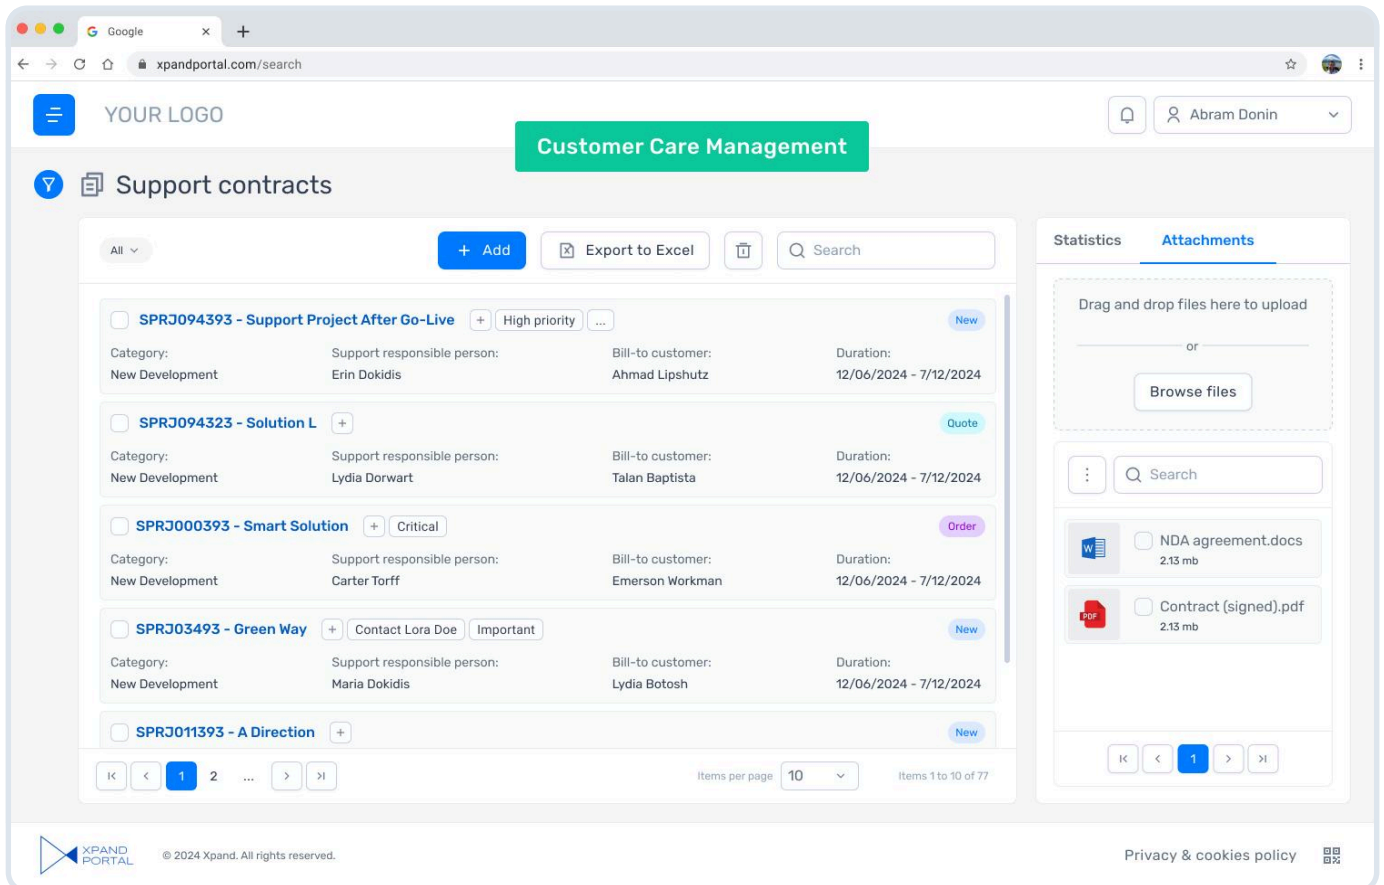 Google
xpandportal.com/search
YOUR LOGO
Abram Donin
Customer Care Management
Support contracts
All
+ Add
Export to Excel
Search
SPRJ094393 - Support Project After Go-Live + High priority ... New
Category: Support responsible person: Bill-to customer: Duration:
New Development Erin Dokidis Ahmad Lipshutz 12/06/2024 - 7/12/2024
SPRJ094323 - Solution L + Quote
Category: Support responsible person: Bill-to customer: Duration:
New Development Lydia Dorwart Talan Baptista 12/06/2024 - 7/12/2024
SPRJ000393 - Smart Solution + Critical Order
Category: Support responsible person: Bill-to customer: Duration:
New Development Carter Torff Emerson Workman 12/06/2024 - 7/12/2024
SPRJ03493 - Green Way + Contact Lora Doe Important New
Category: Support responsible person: Bill-to customer: Duration:
New Development Maria Dokidis Lydia Botosh 12/06/2024 - 7/12/2024
SPRJ011393 - A Direction + New
1 2 ... Items per page 10 Items 1 to 10 of 77
Statistics Attachments
Drag and drop files here to upload
or
Browse files
Search
W
NDA agreement.docs
2.13 mb
PDF
Contract (signed).pdf
2.13 mb
1
XPAND
PORTAL
© 2024 Xpand. All rights reserved.
Privacy & cookies policy